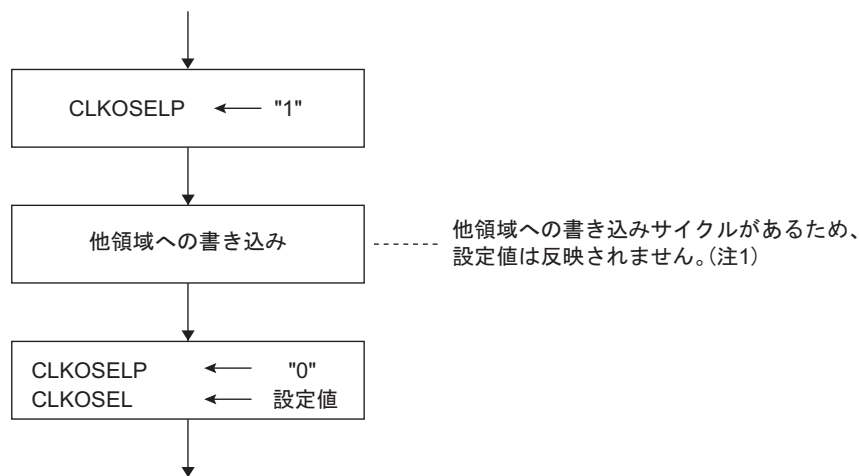 CLKOSELP ← "1"
他領域への書き込み
他領域への書き込みサイクルがあるため、
設定値は反映されません。(注1)
CLKOSELP ← "0"
CLKOSEL ← 設定値